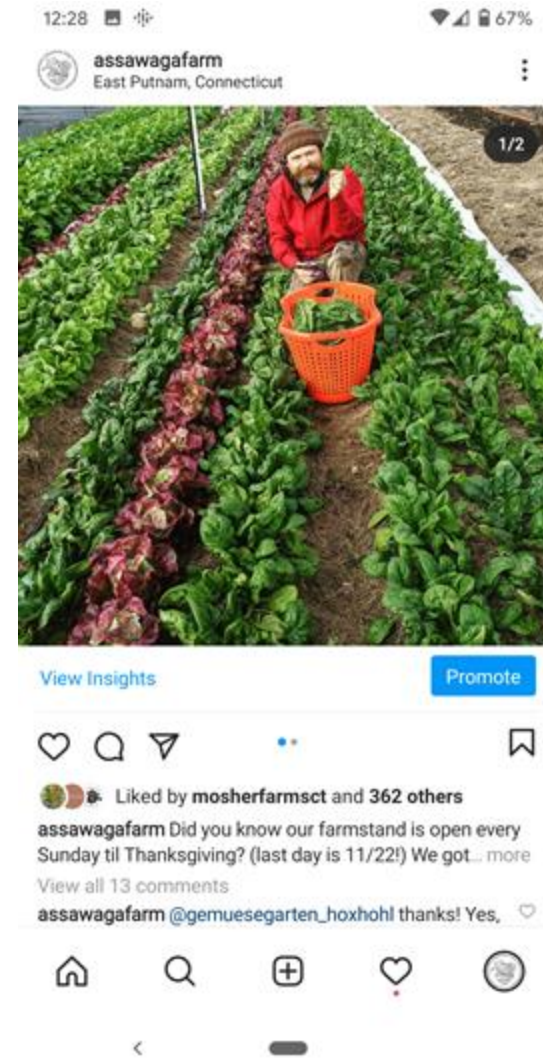 12:28 67%
assawagafarm
East Putnam, Connecticut
1/2
View Insights
Promote
Liked by mosherfarmsct and 362 others
assawagafarm Did you know our farmstand is open every
Sunday til Thanksgiving? (last day is 11/22!) We got... more
View all 13 comments
assawagafarm @gemuesegarten_hoxhohl thanks! Yes,